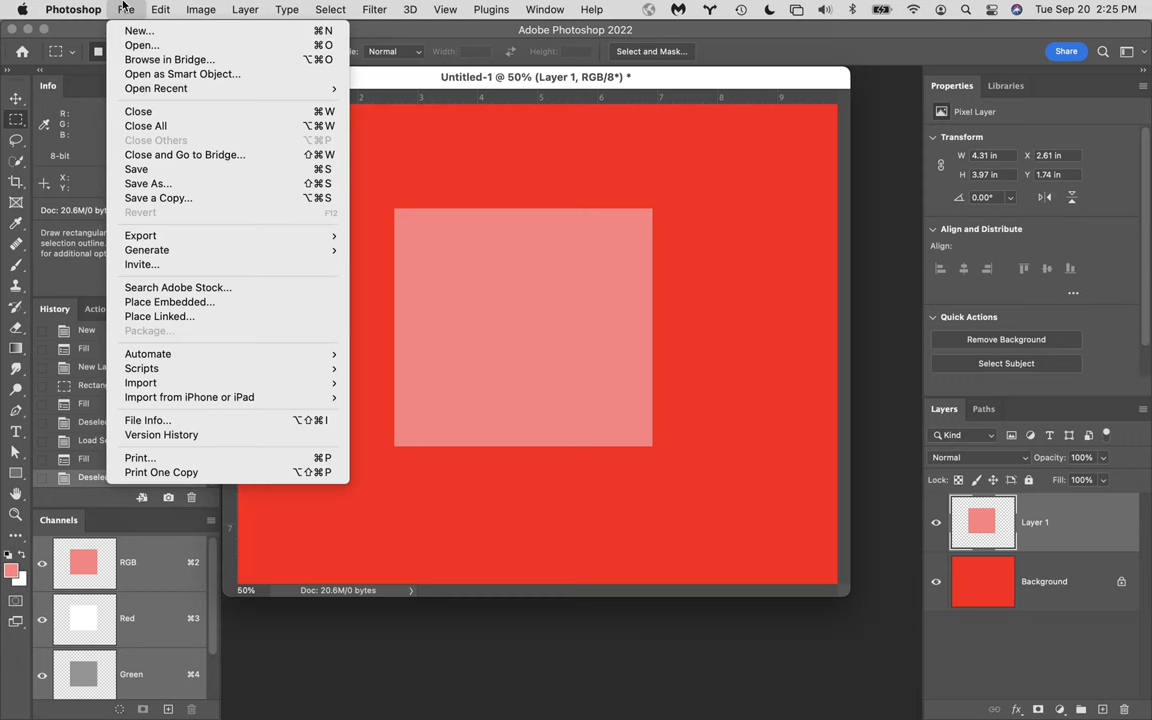 Photoshop File Edit Image Layer Type Select Filter 3D View Plugins Window Help Tue Sep 20 2:25 PM
Adobe Photoshop 2022
Normal Width: Height: Select and Mask... Share
Untitled-1 @ 50% (Layer 1, RGB/8*) *
2 3 4 5 6 7 8 9
New... ⌘N
Open... ⌘O
Browse in Bridge... ⌥⌘O
Open as Smart Object...
Open Recent >
Close ⌘W
Close All ⌥⌘W
Close Others ⌥⌘P
Close and Go to Bridge... ⇧⌘W
Save ⌘S
Save As... ⇧⌘S
Save a Copy... ⌥⌘S
Revert F12
Export >
Generate >
Invite...
Search Adobe Stock...
Place Embedded...
Place Linked...
Package...
Automate >
Scripts >
Import >
Import from iPhone or iPad >
File Info... ⌥⇧⌘I
Version History
Print... ⌘P
Print One Copy ⌥⇧⌘P
Info
R:
G:
B:
8-bit
X:
Y:
Doc: 20.6M/0 by
Draw rectangular
selection outline.
for additional opt
History Actio
New
Fill
New La
Rectan
Fill
Desele
Load Se
Fill
Desele
Channels
RGB ⌘2
Red ⌘3
Green ⌘4
7
50% Doc: 20.6M/0 bytes >
Properties Libraries
Pixel Layer
Transform
W 4.31 in X 2.61 in
H 3.97 in Y 1.74 in
0.00°
Align and Distribute
Align:
Quick Actions
Remove Background
Select Subject
Layers Paths
Kind
Normal Opacity: 100%
Lock: Fill: 100%
Layer 1
Background
fx